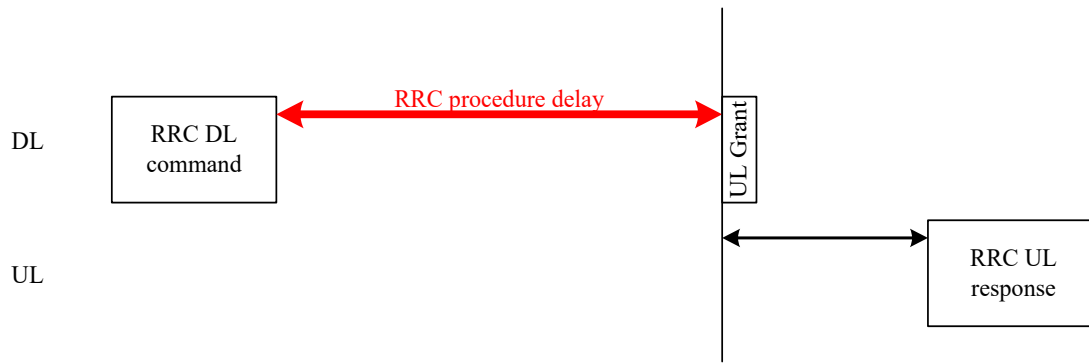 RRC procedure delay
DL
RRC DL
command
UL Grant
UL
RRC UL
response